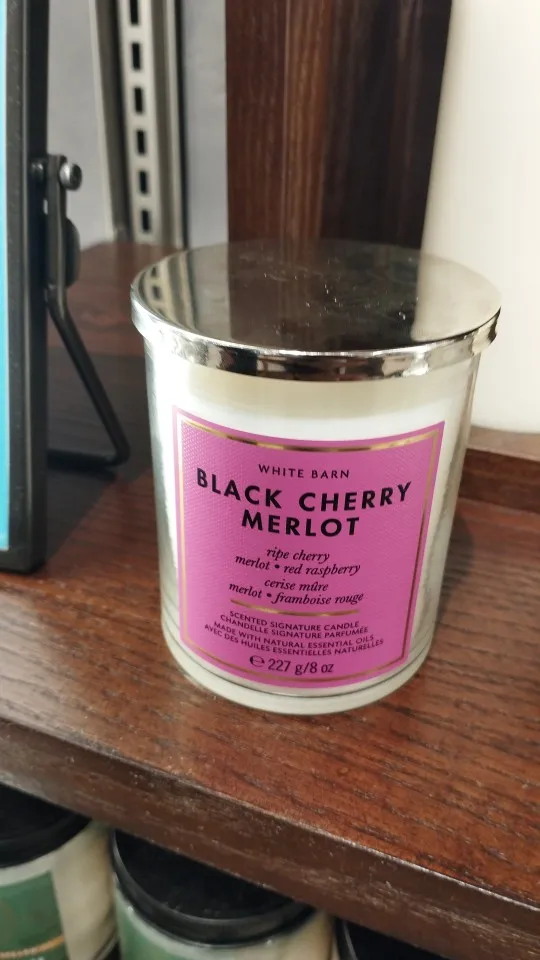 WHITE BARN
BLACK CHERRY
MERLOT
ripe cherry
merlot • red raspberry
cerise mûre
merlot • framboise rouge
SCENTED SIGNATURE CANDLE
CHANDELLE SIGNATURE PARFUMÉE
MADE WITH NATURAL ESSENTIAL OILS
AVEC DES HUILES ESSENTIELLES NATURELLES
℮ 227 g/8 oz